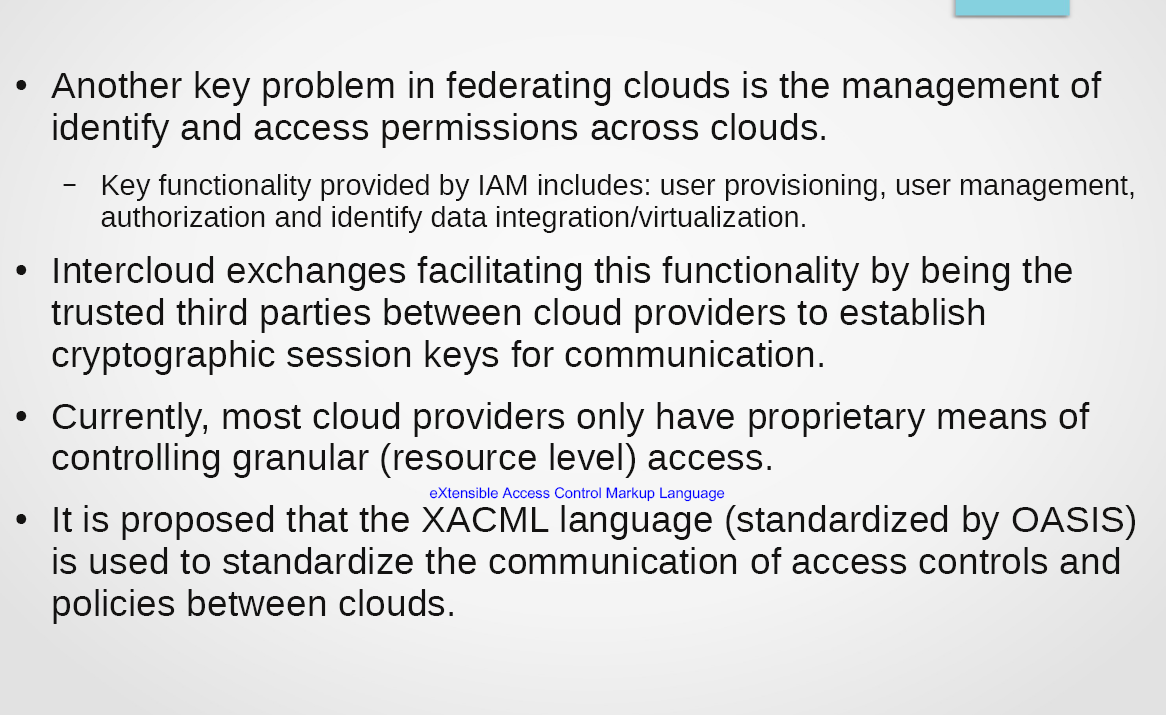 • Another key problem in federating clouds is the management of
identify and access permissions across clouds.
– Key functionality provided by IAM includes: user provisioning, user management,
authorization and identify data integration/virtualization.
• Intercloud exchanges facilitating this functionality by being the
trusted third parties between cloud providers to establish
cryptographic session keys for communication.
• Currently, most cloud providers only have proprietary means of
controlling granular (resource level) access.
eXtensible Access Control Markup Language
• It is proposed that the XACML language (standardized by OASIS)
is used to standardize the communication of access controls and
policies between clouds.